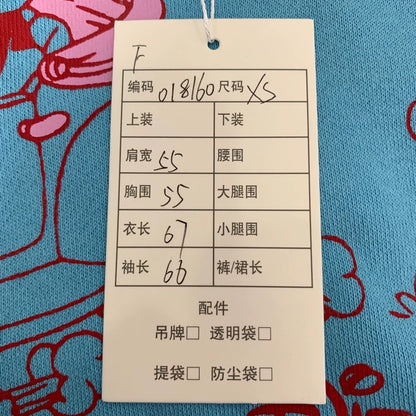 F
编码 018160 尺码 XS
上装 下装
肩宽 55 腰围
胸围 55 大腿围
衣长 67 小腿围
袖长 66 裤/裙长
配件
吊牌□ 透明袋□
提袋□ 防尘袋□